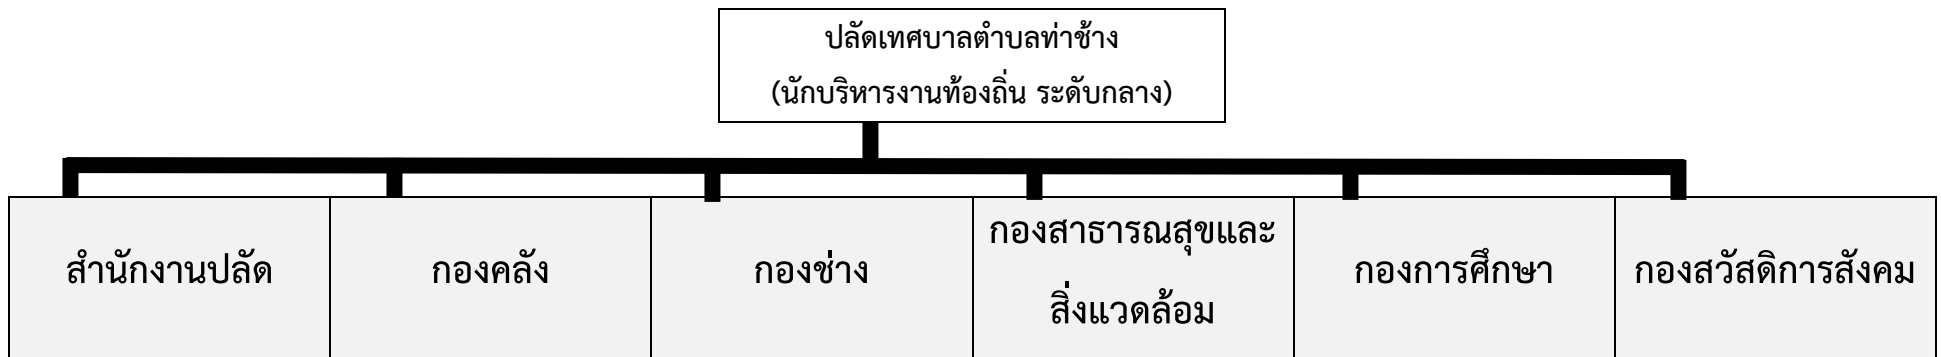 ปลัดเทศบาลตำบลท่าช้าง
(นักบริหารงานท้องถิ่น ระดับกลาง)
สำนักงานปลัด
กองคลัง
กองช่าง
กองสาธารณสุขและ
สิ่งแวดล้อม
กองการศึกษา
กองสวัสดิการสังคม